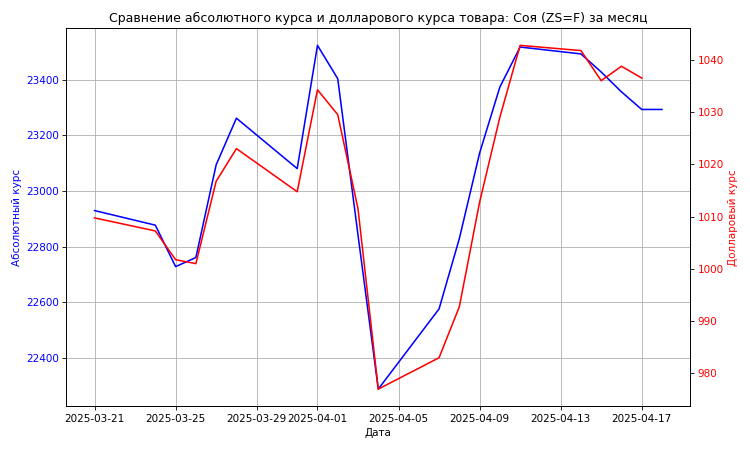 Сравнение абсолютного курса и долларового курса товара: Соя (ZS=F) за месяц
Абсолютный курс
23400
23200
23000
22800
22600
22400
1040
1030
1020
1010
1000
990
980
Долларовый курс
2025-03-21 2025-03-25 2025-03-29 2025-04-01 2025-04-05 2025-04-09 2025-04-13 2025-04-17
Дата